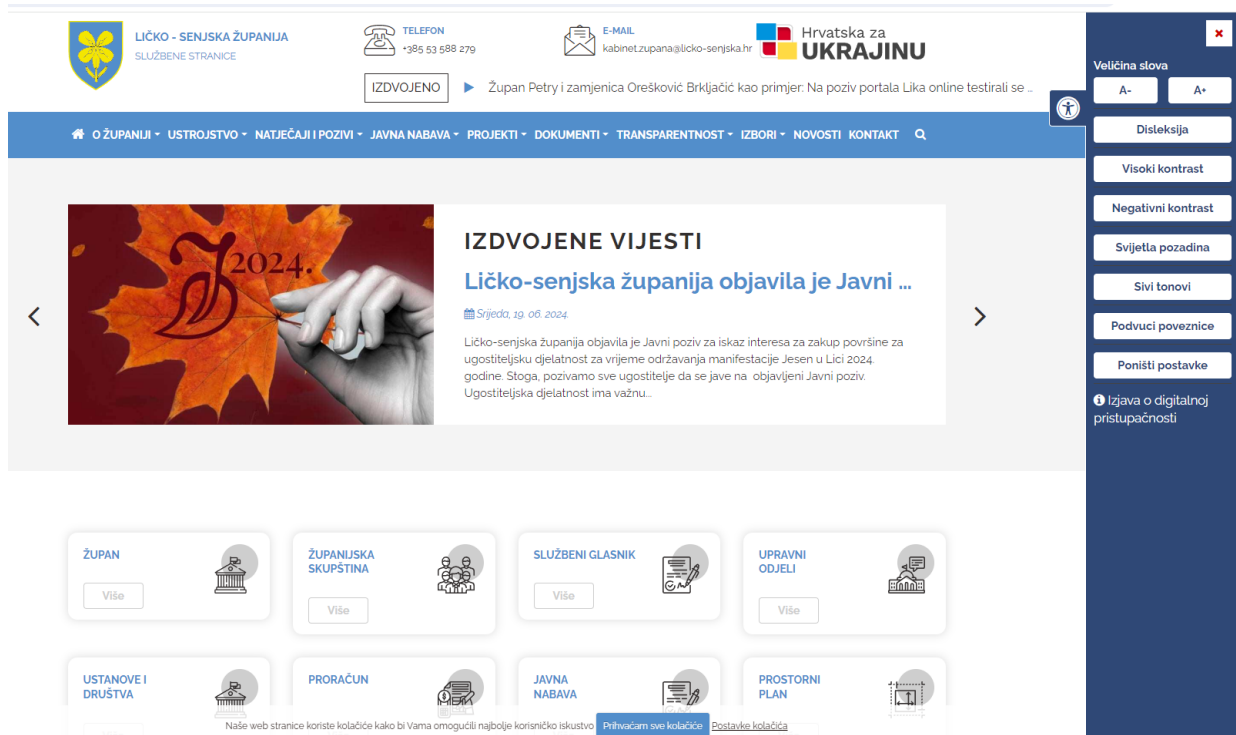 LIČKO - SENJSKA ŽUPANIJA
SLUŽBENE STRANICE
TELEFON
+385 53 588 279
E-MAIL
kabinet.zupana@licko-senjska.hr
Hrvatska za
UKRAJINU
IZDVOJENO
Župan Petry i zamjenica Orešković Brkljačić kao primjer: Na poziv portala Lika online testirali se ...
O ŽUPANIJI USTROJSTVO NATJEČAJI I POZIVI JAVNA NABAVA PROJEKTI DOKUMENTI TRANSPARENTNOST IZBORI NOVOSTI KONTAKT
2024.
IZDVOJENE VIJESTI
Ličko-senjska županija objavila je Javni ...
Srijeda, 19. 06. 2024.
Ličko-senjska županija objavila je Javni poziv za iskaz interesa za zakup površine za
ugostiteljsku djelatnost za vrijeme održavanja manifestacije Jesen u Lici 2024.
godine. Stoga, pozivamo sve ugostitelje da se jave na objavljeni Javni poziv.
Ugostiteljska djelatnost ima važnu...
ŽUPAN
Više
ŽUPANIJSKA
SKUPŠTINA
Više
SLUŽBENI GLASNIK
Više
UPRAVNI
ODJELI
Više
USTANOVE I
DRUŠTVA
PRORAČUN
JAVNA
NABAVA
PROSTORNI
PLAN
Naše web stranice koriste kolačiće kako bi Vama omogućili najbolje korisničko iskustvo
Prihvaćam sve kolačiće
Postavke kolačića
Veličina slova
A-
A+
Disleksija
Visoki kontrast
Negativni kontrast
Svijetla pozadina
Sivi tonovi
Podvuci poveznice
Poništi postavke
Izjava o digitalnoj
pristupačnosti